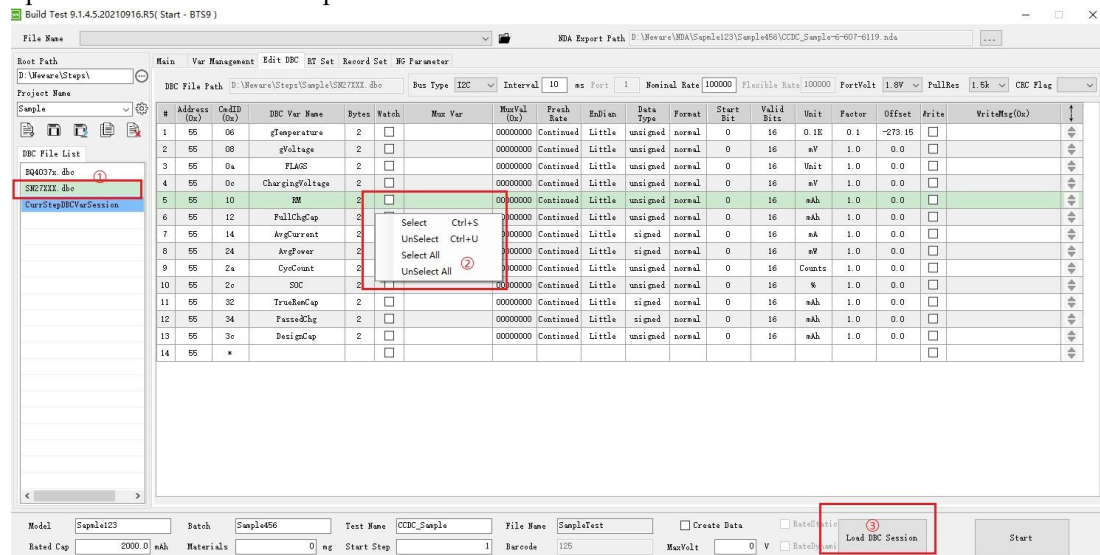 Build Test 9.1.4.5.20210916.R5( Start - BTS9 )
File Name NDA Export Path D:\Neware\NDA\Sapmle123\Sample456\CCDC_Sample-6-607-6119.nda ...
Root Path Main Var Management Edit DBC RT Set Record Set NG Parameter
D:\Neware\Steps\
Project Name
DBC File Path D:\Neware\Steps\Sample\SN27XXX.dbc Bus Type I2C Interval 10 ms Port 1 Nominal Rate 100000 Flexible Rate 100000 PortVolt 1.8V PullRes 1.5k CRC Flag
Sample
# Address (0x) CmdID (0x) DBC Var Name Bytes Watch Mux Var MuxVal (0x) Fresh Rate EnDian Data Type Format Start Bit Valid Bits Unit Factor Offset Write WriteMsg(0x)
1 55 06 gTemperature 2 00000000 Continued Little unsigned normal 0 16 0.1K 0.1 -273.15
DBC File List
2 55 08 gVoltage 2 00000000 Continued Little unsigned normal 0 16 mV 1.0 0.0
BQ4037x.dbc ①
3 55 0a FLAGS 2 00000000 Continued Little unsigned normal 0 16 Unit 1.0 0.0
SN27XXX.dbc
4 55 0c ChargingVoltage 2 00000000 Continued Little unsigned normal 0 16 mV 1.0 0.0
CurrStepDBCVarSession
5 55 10 RM 2 00000000 Continued Little unsigned normal 0 16 mAh 1.0 0.0
6 55 12 FullChgCap 2 Continued Little unsigned normal 0 16 mAh 1.0 0.0
Select Ctrl+S
7 55 14 AvgCurrent 2 Continued Little signed normal 0 16 mA 1.0 0.0
UnSelect Ctrl+U
8 55 24 AvgPower 2 Continued Little signed normal 0 16 mW 1.0 0.0
Select All ②
9 55 2a CycCount 2 Continued Little unsigned normal 0 16 Counts 1.0 0.0
UnSelect All
10 55 2c SOC 2 00000000 Continued Little unsigned normal 0 16 % 1.0 0.0
11 55 32 TrueRemCap 2 00000000 Continued Little signed normal 0 16 mAh 1.0 0.0
12 55 34 PassedChg 2 00000000 Continued Little signed normal 0 16 mAh 1.0 0.0
13 55 3c DesignCap 2 00000000 Continued Little unsigned normal 0 16 mAh 1.0 0.0
14 55 *
Model Sapmle123 Batch Sample456 Test Name CCDC_Sample File Name SampleTest Create Data ③
Load DBC Session Start
Rated Cap 2000.0 mAh Materials 0 mg Start Step 1 Barcode 125 MaxVolt 0 V